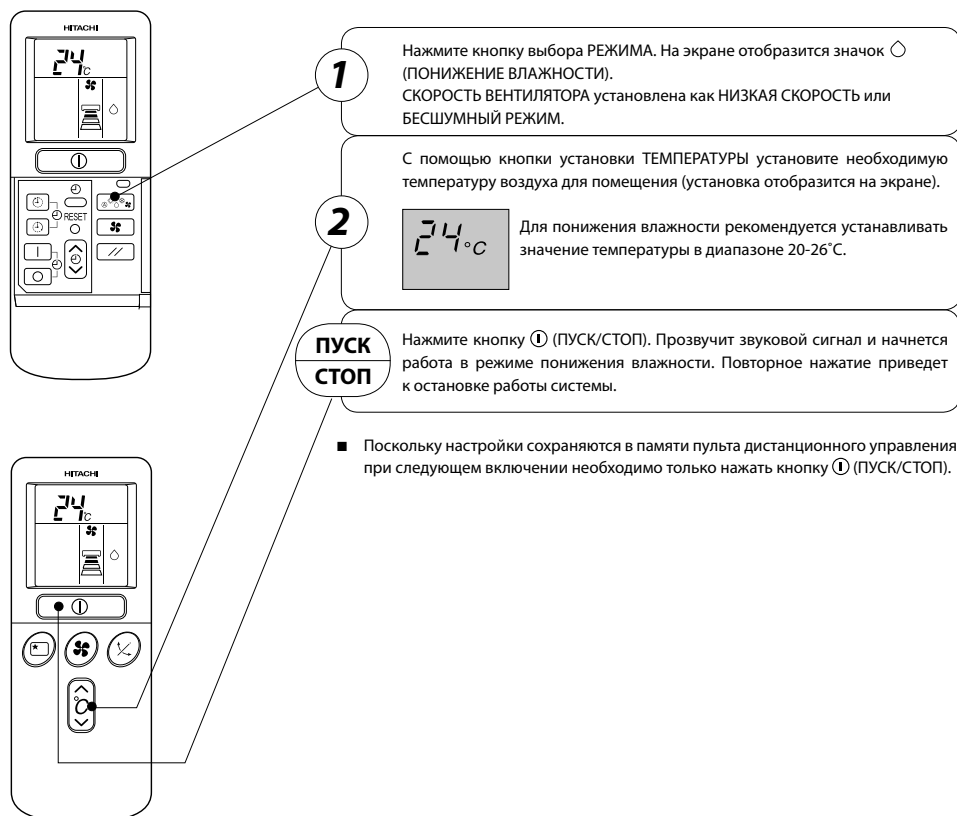 HITACHI
24°C
RESET
1
Нажмите кнопку выбора РЕЖИМА. На экране отобразится значок
(ПОНИЖЕНИЕ ВЛАЖНОСТИ).
СКОРОСТЬ ВЕНТИЛЯТОРА установлена как НИЗКАЯ СКОРОСТЬ или
БЕСШУМНЫЙ РЕЖИМ.
2
С помощью кнопки установки ТЕМПЕРАТУРЫ установите необходимую
температуру воздуха для помещения (установка отобразится на экране).
24°C
Для понижения влажности рекомендуется устанавливать
значение температуры в диапазоне 20-26˚С.
ПУСК
СТОП
Нажмите кнопку (ПУСК/СТОП). Прозвучит звуковой сигнал и начнется
работа в режиме понижения влажности. Повторное нажатие приведет
к остановке работы системы.
■ Поскольку настройки сохраняются в памяти пульта дистанционного управления
при следующем включении необходимо только нажать кнопку (ПУСК/СТОП).
HITACHI
24°C
°C